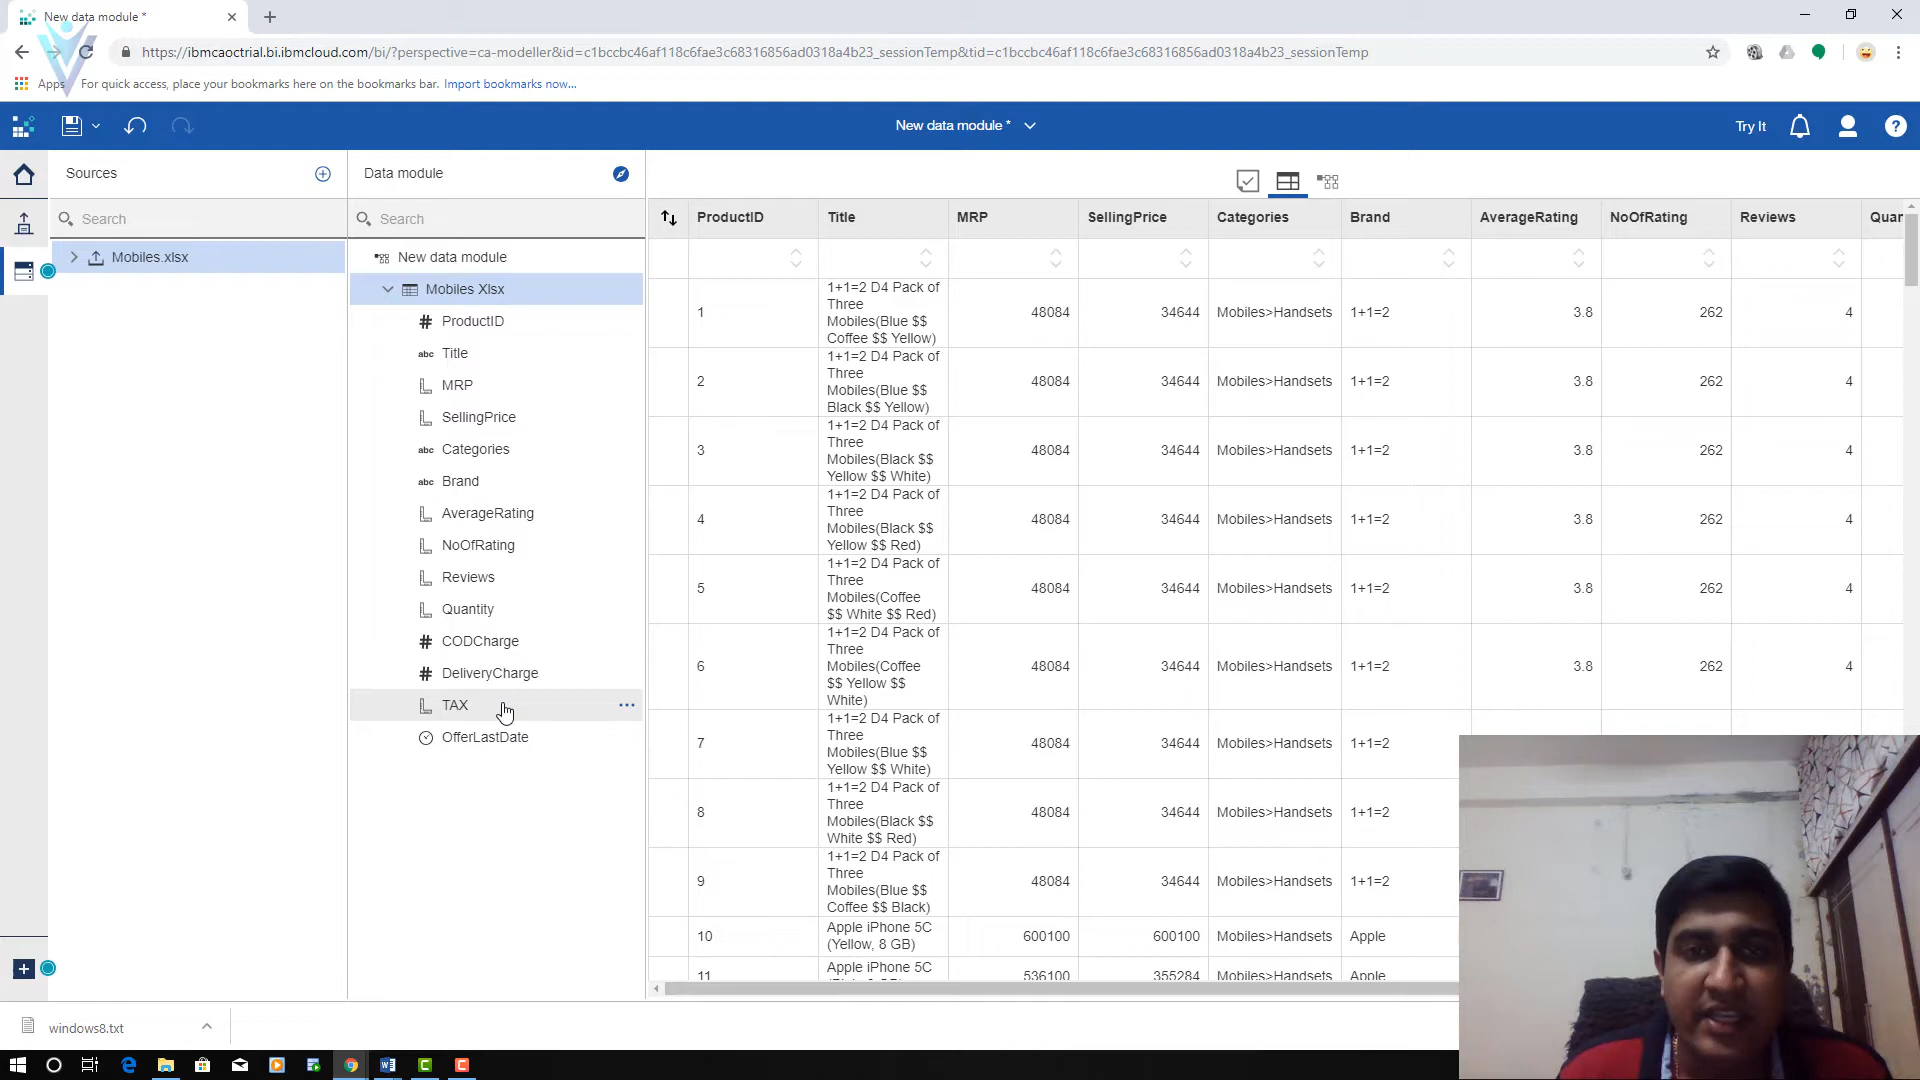 New data module *
https://ibmcaoctrial.bi.ibmcloud.com/bi/?perspective=ca-modeller&id=c1bccbc46af118c6fae3c68316856ad0318a4b23_sessionTemp&tid=c1bccbc46af118c6fae3c68316856ad0318a4b23_sessionTemp
Apps For quick access, place your bookmarks here on the bookmarks bar. Import bookmarks now...
New data module *
Try It
Sources
Data module
Search
Search
Mobiles.xlsx
New data module
Mobiles Xlsx
# ProductID
abc Title
MRP
SellingPrice
abc Categories
abc Brand
AverageRating
NoOfRating
Reviews
Quantity
# CODCharge
# DeliveryCharge
TAX
OfferLastDate
ProductID Title MRP SellingPrice Categories Brand AverageRating NoOfRating Reviews Quar
1 1+1=2 D4 Pack of Three Mobiles(Blue $$ Coffee $$ Yellow) 48084 34644 Mobiles>Handsets 1+1=2 3.8 262 4
2 1+1=2 D4 Pack of Three Mobiles(Blue $$ Black $$ Yellow) 48084 34644 Mobiles>Handsets 1+1=2 3.8 262 4
3 1+1=2 D4 Pack of Three Mobiles(Black $$ Yellow $$ White) 48084 34644 Mobiles>Handsets 1+1=2 3.8 262 4
4 1+1=2 D4 Pack of Three Mobiles(Black $$ Yellow $$ Red) 48084 34644 Mobiles>Handsets 1+1=2 3.8 262 4
5 1+1=2 D4 Pack of Three Mobiles(Coffee $$ White $$ Red) 48084 34644 Mobiles>Handsets 1+1=2 3.8 262 4
6 1+1=2 D4 Pack of Three Mobiles(Coffee $$ Yellow $$ White) 48084 34644 Mobiles>Handsets 1+1=2 3.8 262 4
7 1+1=2 D4 Pack of Three Mobiles(Blue $$ Yellow $$ White) 48084 34644 Mobiles>Handsets 1+1=2
8 1+1=2 D4 Pack of Three Mobiles(Black $$ White $$ Red) 48084 34644 Mobiles>Handsets 1+1=2
9 1+1=2 D4 Pack of Three Mobiles(Blue $$ Coffee $$ Black) 48084 34644 Mobiles>Handsets 1+1=2
10 Apple iPhone 5C (Yellow, 8 GB) 600100 600100 Mobiles>Handsets Apple
11 Apple iPhone 5C 536100 355284 Mobiles>Handsets Apple
windows8.txt